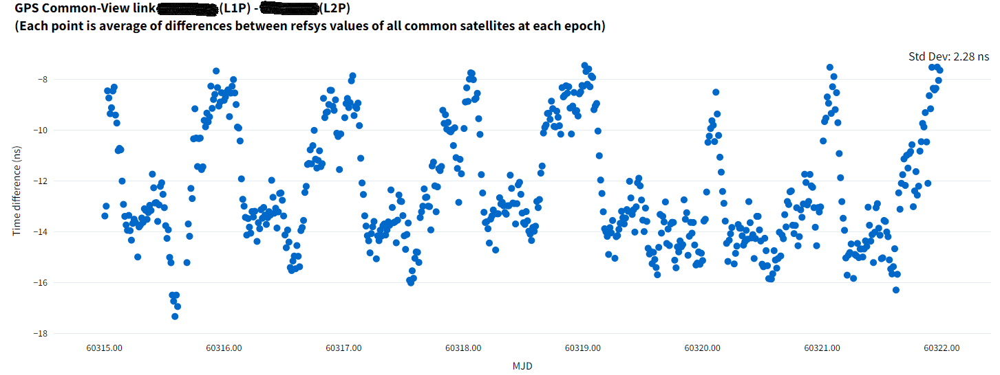 GPS Common-View link (L1P) - (L2P)
(Each point is average of differences between refsys values of all common satellites at each epoch)
Std Dev: 2.28 ns
Time difference (ns)
−8
−10
−12
−14
−16
−18
60315.00 60316.00 60317.00 60318.00 60319.00 60320.00 60321.00 60322.00
MJD